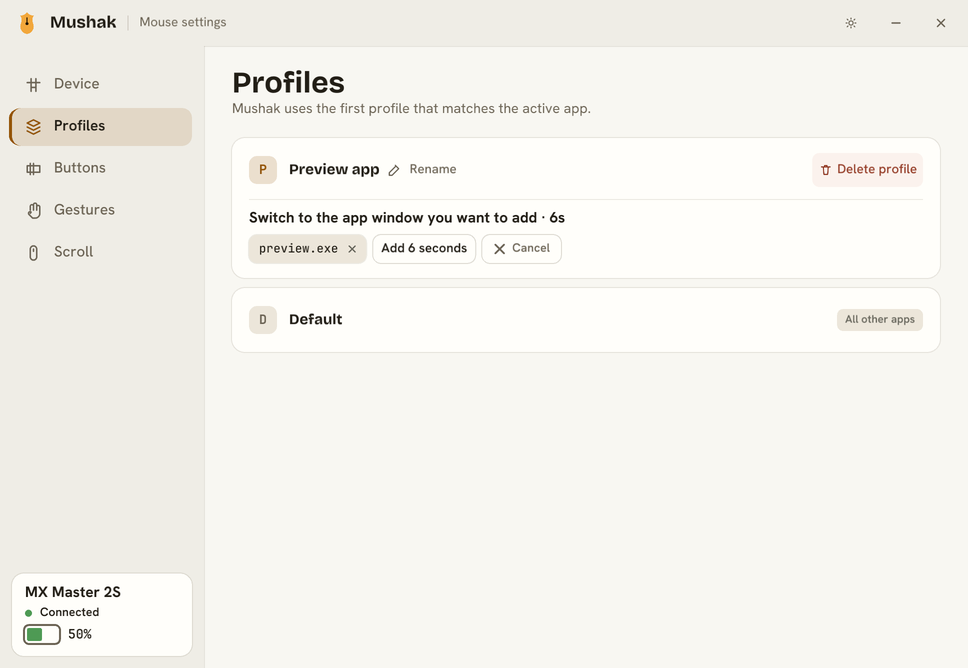 Mushak | Mouse settings
Device
Profiles
Buttons
Gestures
Scroll
MX Master 2S
Connected
50%
Profiles
Mushak uses the first profile that matches the active app.
P Preview app Rename Delete profile
Switch to the app window you want to add · 6s
preview.exe × Add 6 seconds Cancel
D Default All other apps